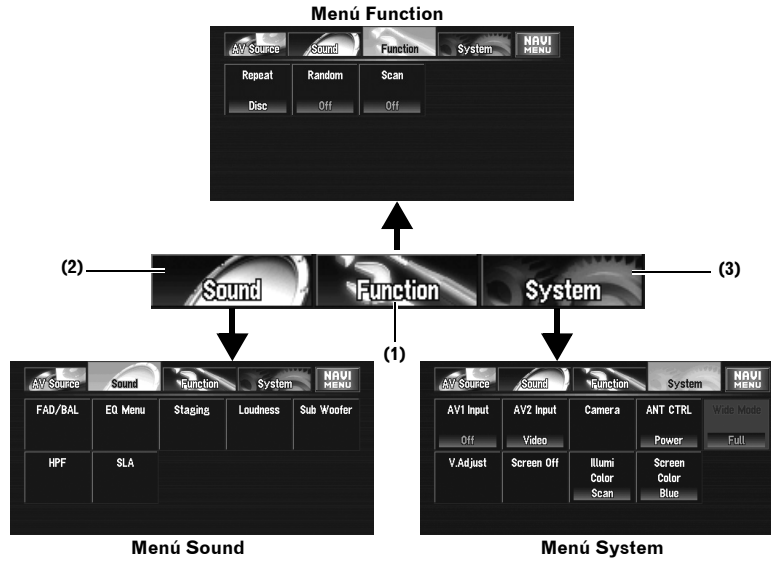 Menú Function
AV Source Sound Function System NAVI MENU
Repeat Random Scan
Disc Off Off
(2) (3)
Sound Function System
(1)
AV Source Sound Function System NAVI MENU
FAD/BAL EQ Menu Staging Loudness Sub Woofer
HPF SLA
Menú Sound
AV Source Sound Function System NAVI MENU
AV1 Input AV2 Input Camera ANT CTRL Wide Mode
Off Video Power Full
V.Adjust Screen Off Illumi Color Screen Color
Scan Blue
Menú System